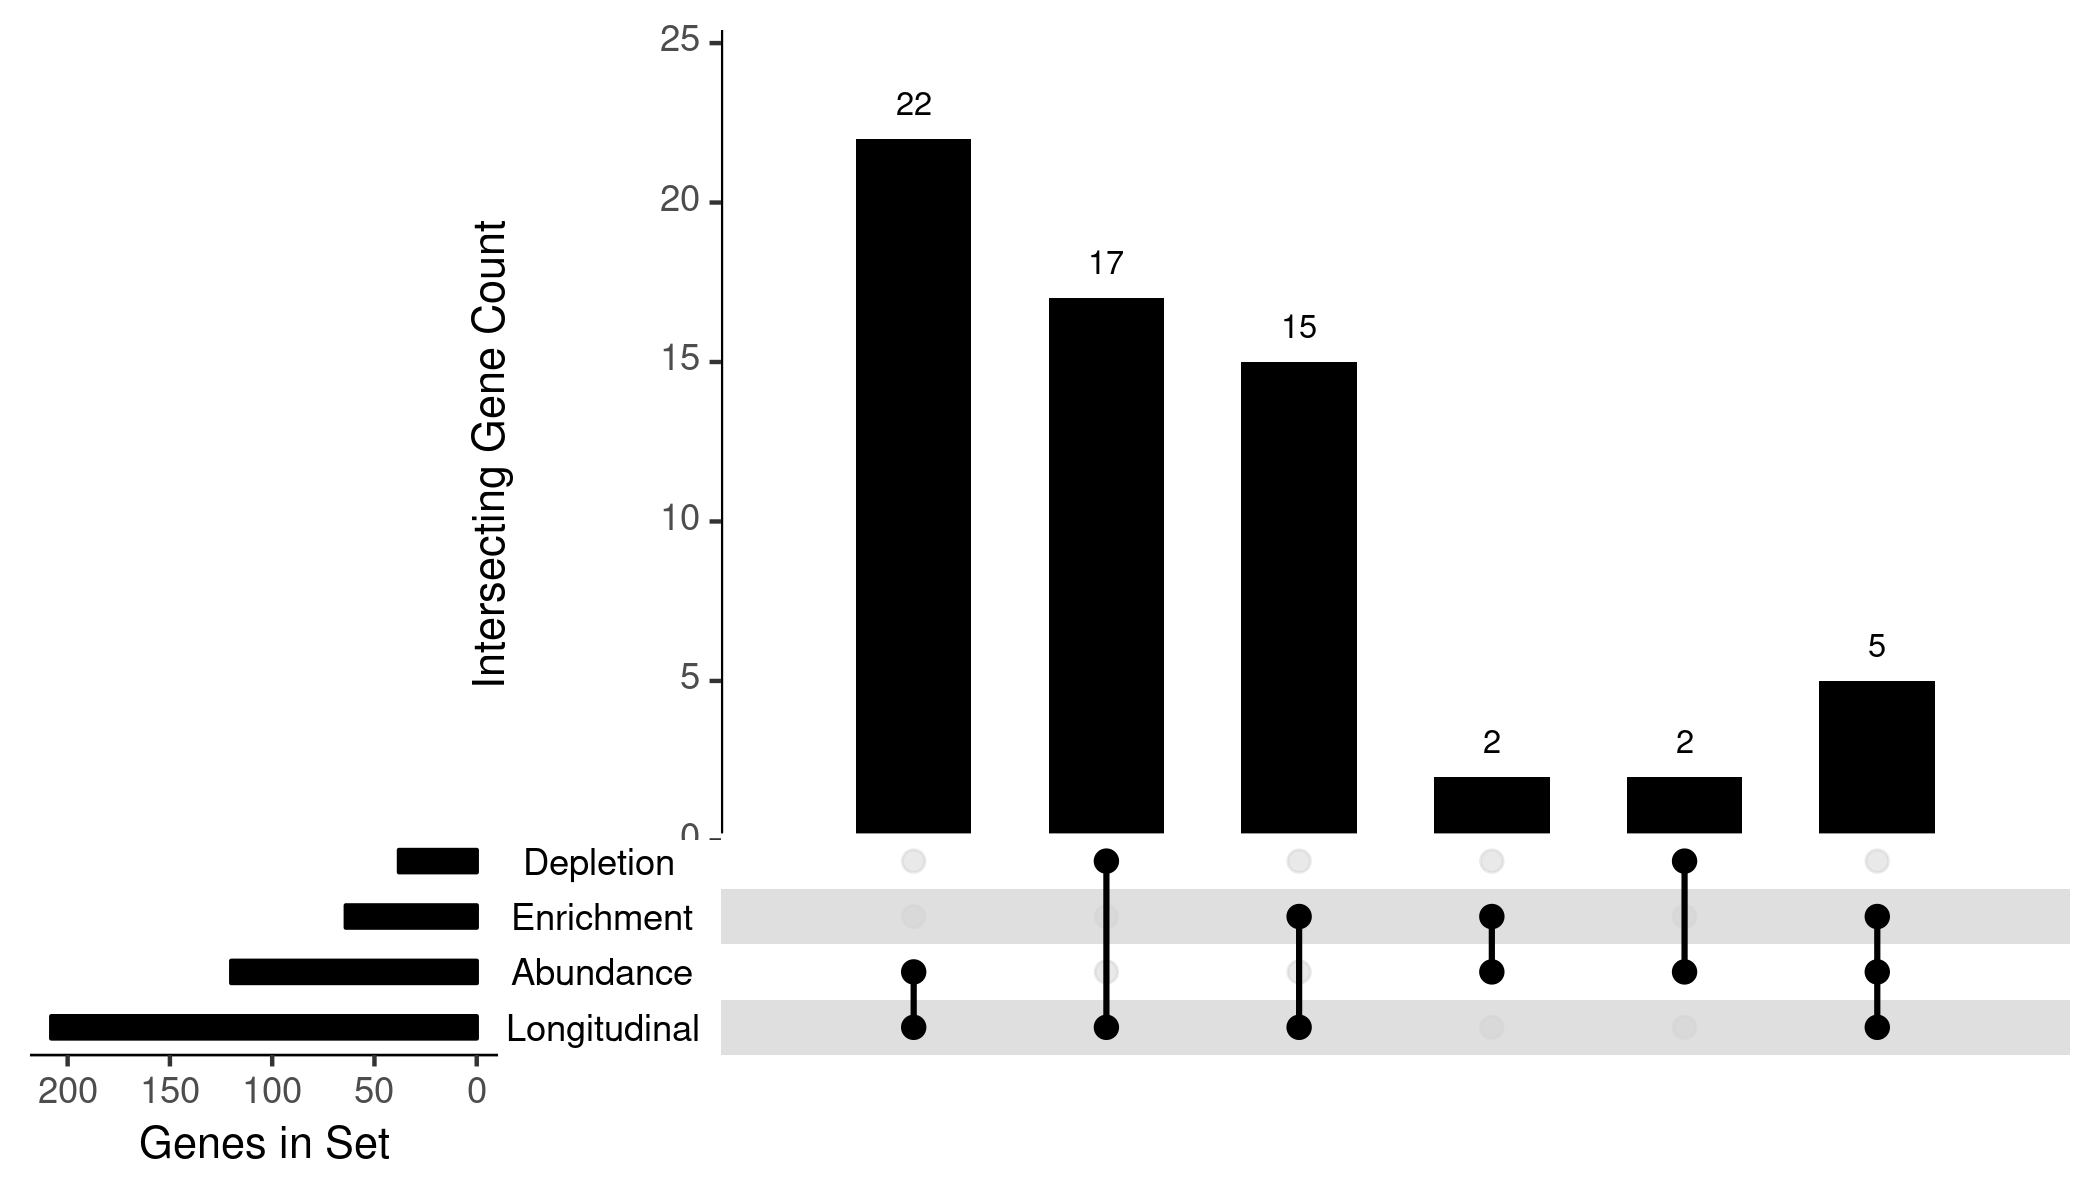 25
22
20
17
15
15
10
5
5
2
2
0
Intersecting Gene Count
Depletion
Enrichment
Abundance
Longitudinal
200 150 100 50 0
Genes in Set